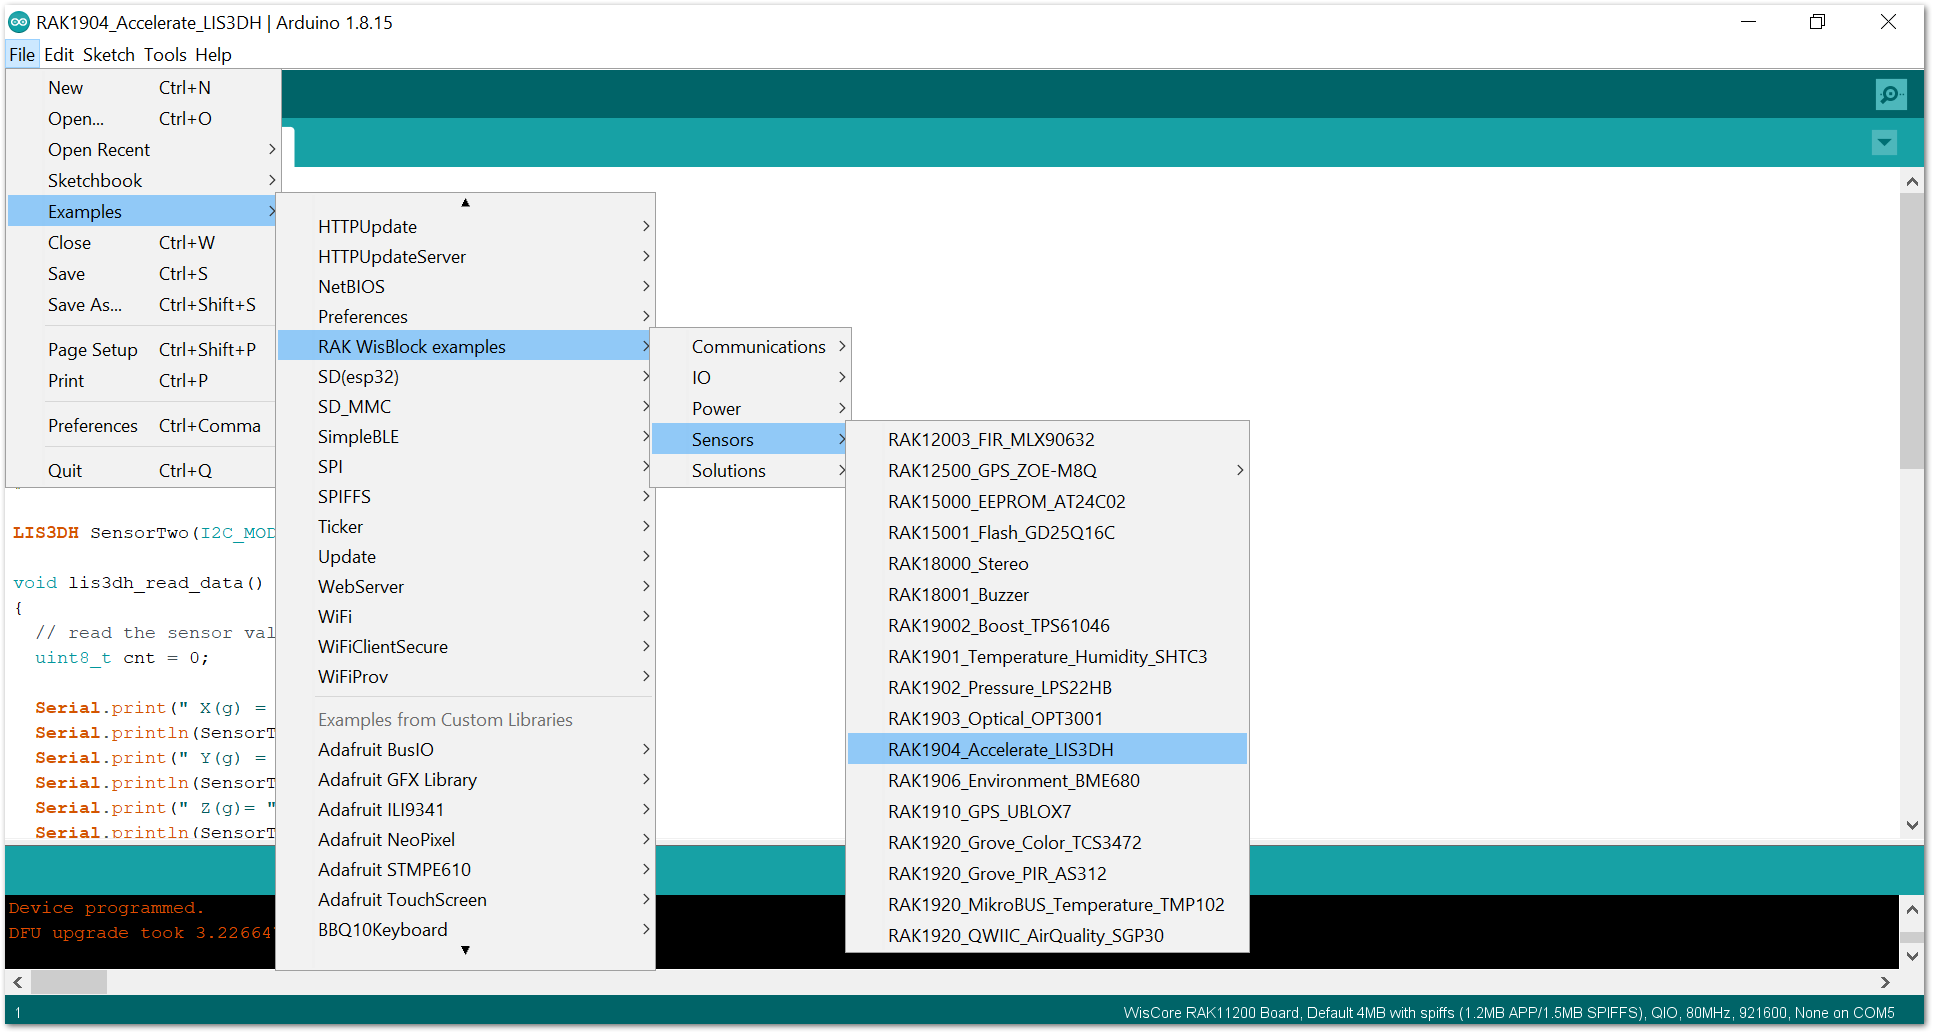 RAK1904_Accelerate_LIS3DH | Arduino 1.8.15
File Edit Sketch Tools Help
New Ctrl+N
Open... Ctrl+O
Open Recent
Sketchbook
Examples
Close Ctrl+W
Save Ctrl+S
Save As... Ctrl+Shift+S
Page Setup Ctrl+Shift+P
Print Ctrl+P
Preferences Ctrl+Comma
Quit Ctrl+Q
HTTPUpdate
HTTPUpdateServer
NetBIOS
Preferences
RAK WisBlock examples
SD(esp32)
SD_MMC
SimpleBLE
SPI
SPIFFS
Ticker
Update
WebServer
WiFi
WiFiClientSecure
WiFiProv
Examples from Custom Libraries
Adafruit BusIO
Adafruit GFX Library
Adafruit ILI9341
Adafruit NeoPixel
Adafruit STMPE610
Adafruit TouchScreen
BBQ10Keyboard
Communications
IO
Power
Sensors
Solutions
RAK12003_FIR_MLX90632
RAK12500_GPS_ZOE-M8Q
RAK15000_EEPROM_AT24C02
RAK15001_Flash_GD25Q16C
RAK18000_Stereo
RAK18001_Buzzer
RAK19002_Boost_TPS61046
RAK1901_Temperature_Humidity_SHTC3
RAK1902_Pressure_LPS22HB
RAK1903_Optical_OPT3001
RAK1904_Accelerate_LIS3DH
RAK1906_Environment_BME680
RAK1910_GPS_UBLOX7
RAK1920_Grove_Color_TCS3472
RAK1920_Grove_PIR_AS312
RAK1920_MikroBUS_Temperature_TMP102
RAK1920_QWIIC_AirQuality_SGP30
LIS3DH SensorTwo(I2C_MOD
void lis3dh_read_data()
{
// read the sensor val
uint8_t cnt = 0;
Serial.print(" X(g) =
Serial.println(SensorT
Serial.print(" Y(g) =
Serial.println(SensorT
Serial.print(" Z(g)= "
Serial.println(SensorT
Device programmed.
DFU upgrade took 3.22664
1
WisCore RAK11200 Board, Default 4MB with spiffs (1.2MB APP/1.5MB SPIFFS), QIO, 80MHz, 921600, None on COM5